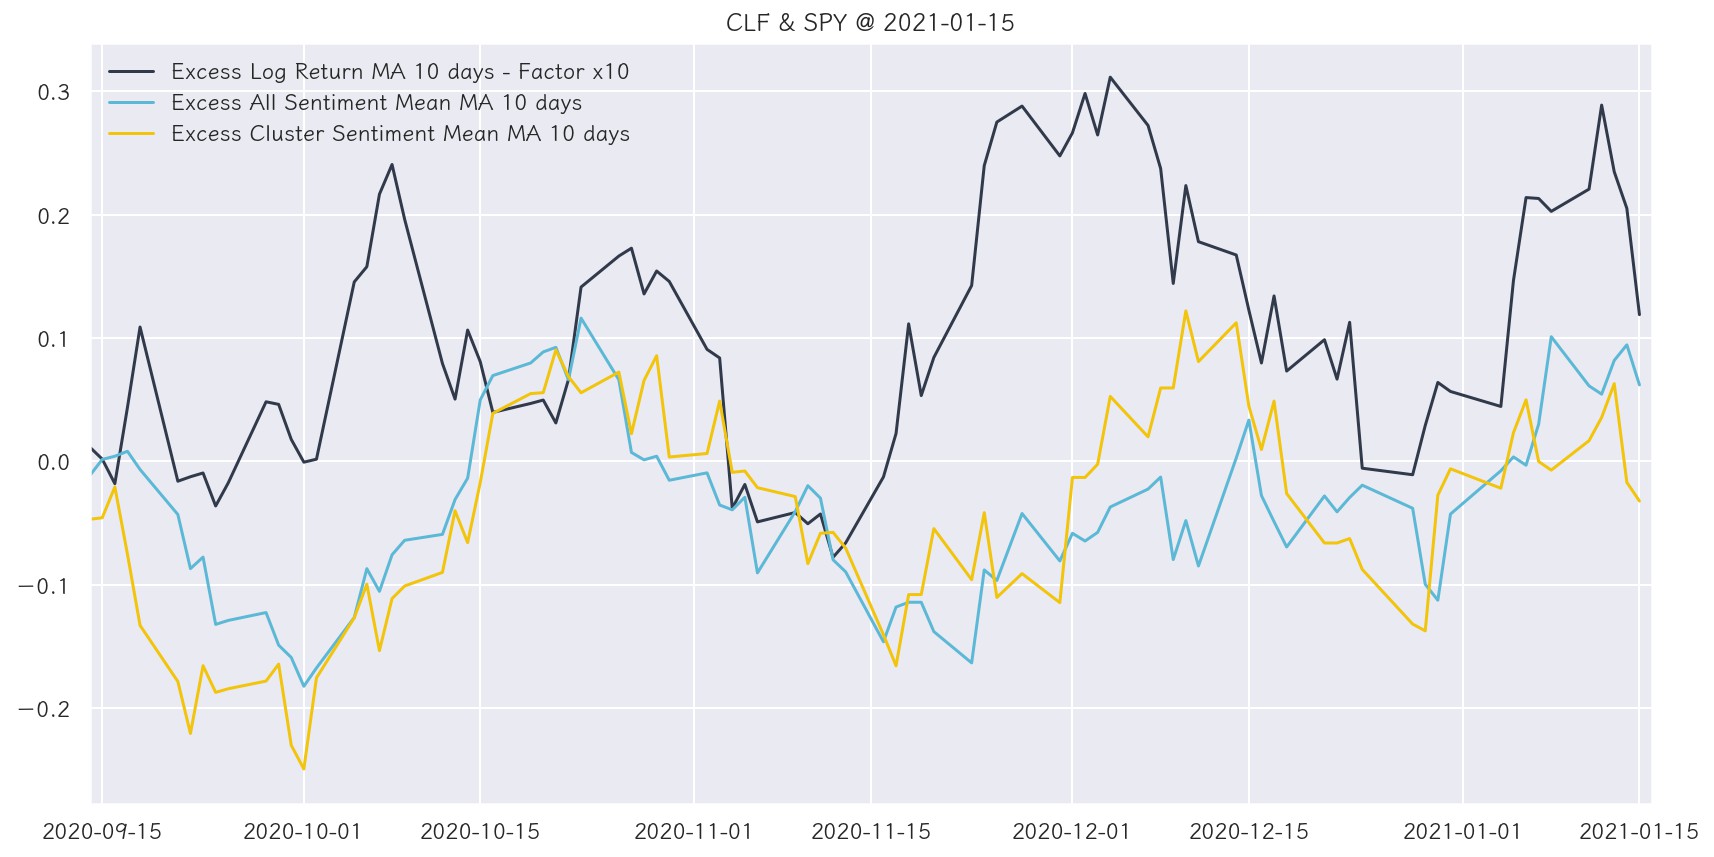 CLF & SPY @ 2021-01-15
Excess Log Return MA 10 days - Factor x10
Excess All Sentiment Mean MA 10 days
Excess Cluster Sentiment Mean MA 10 days
0.3
0.2
0.1
0.0
−0.1
−0.2
2020-09-15 2020-10-01 2020-10-15 2020-11-01 2020-11-15 2020-12-01 2020-12-15 2021-01-01 2021-01-15